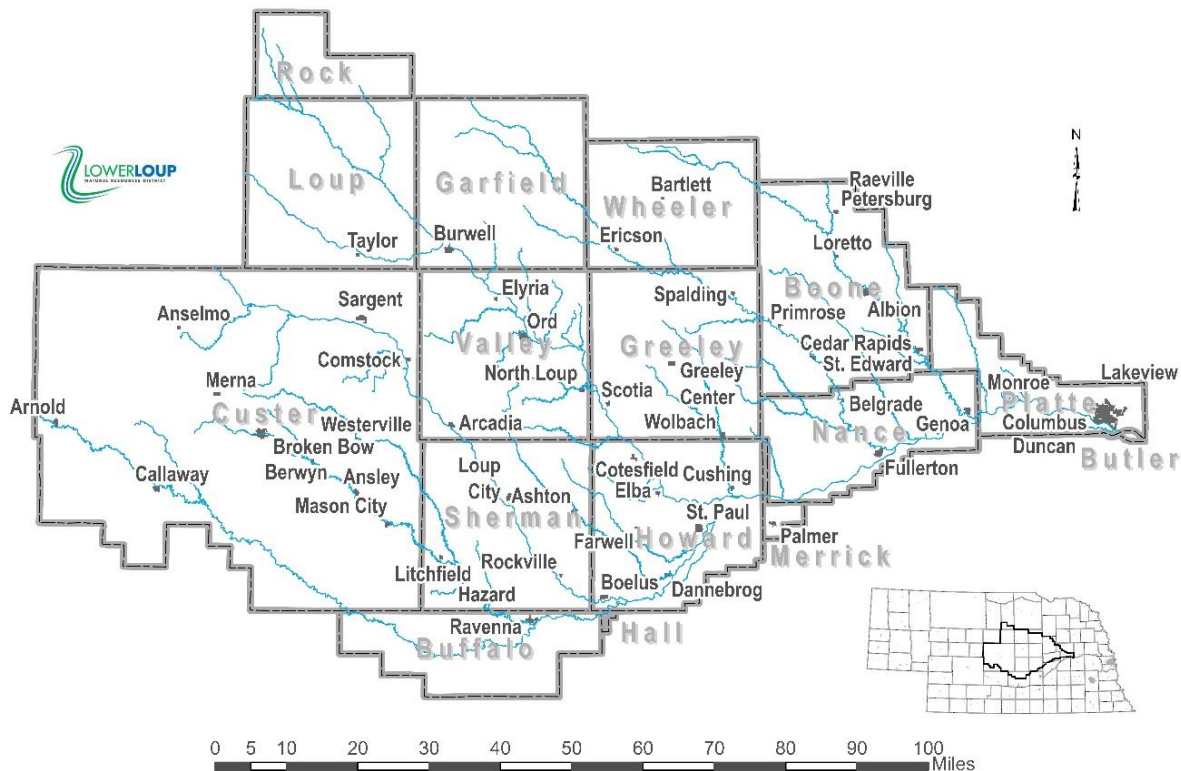 Rock
N
LOWERLOUP
NATURAL RESOURCES DISTRICT
Loup
Garfield
Bartlett
Wheeler
Raeville
Petersburg
Taylor
Burwell
Ericson
Loretto
Elyria
Spalding
Boone
Sargent
Anselmo
Ord
Primrose
Albion
Valley
Greeley
Comstock
Cedar Rapids
St. Edward
Merna
North Loup
Greeley
Center
Monroe
Lakeview
Arnold
Custer
Westerville
Scotia
Belgrade
Genoa
Platte
Columbus
Broken Bow
Arcadia
Wolbach
Nance
Duncan
Butler
Berwyn
Ansley
Loup
City
Cotesfield
Cushing
Fullerton
Callaway
Mason City
Ashton
Elba
Sherman
St. Paul
Farwell
Howard
Palmer
Merrick
Litchfield
Rockville
Boelus
Dannebrog
Hazard
Ravenna
Hall
Buffalo
0 5 10 20 30 40 50 60 70 80 90 100
Miles